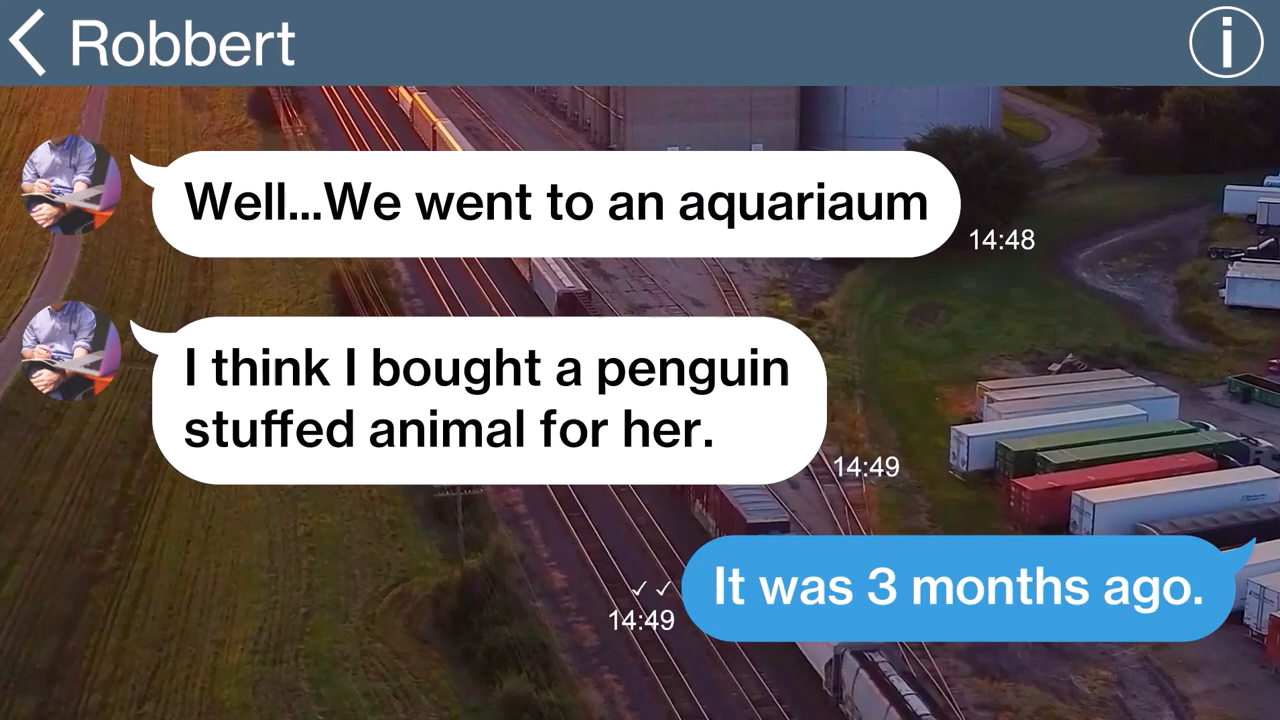 Robbert
i
Well...We went to an aquariaum
14:48
I think I bought a penguin
stuffed animal for her.
14:49
It was 3 months ago.
✓✓
14:49